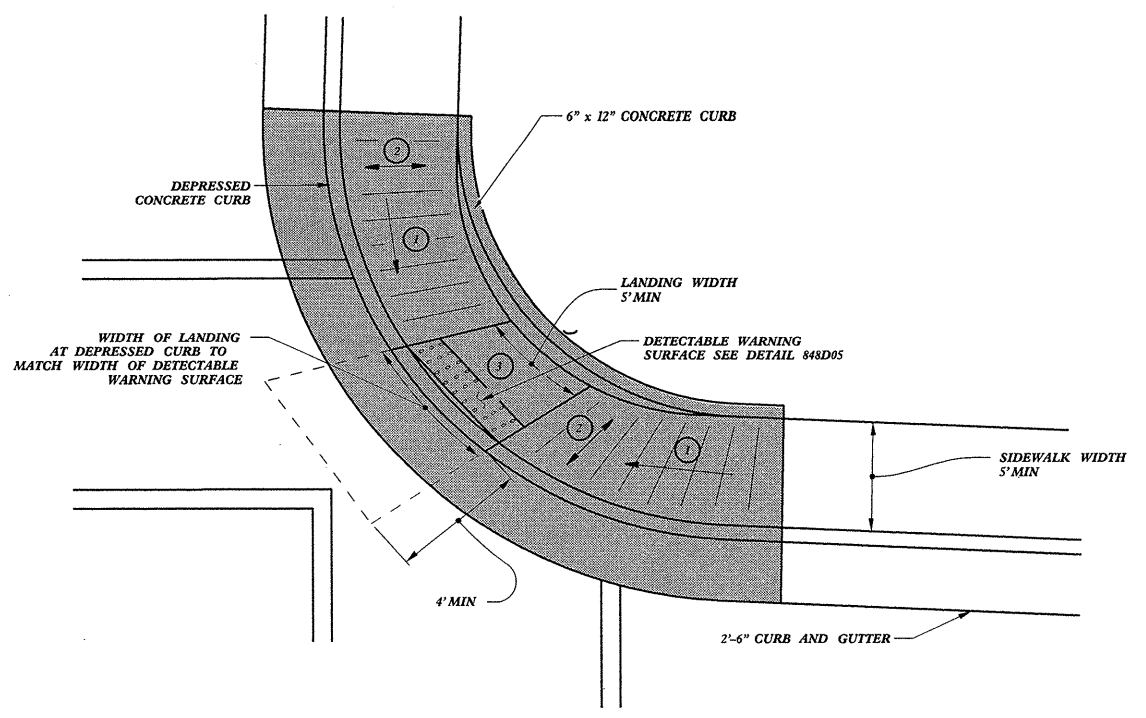 6" x 12" CONCRETE CURB
2
DEPRESSED
CONCRETE CURB
1
LANDING WIDTH
5' MIN
WIDTH OF LANDING
AT DEPRESSED CURB TO
MATCH WIDTH OF DETECTABLE
WARNING SURFACE
DETECTABLE WARNING
SURFACE SEE DETAIL 848D05
3
2
1
SIDEWALK WIDTH
5' MIN
4' MIN
2'-6" CURB AND GUTTER